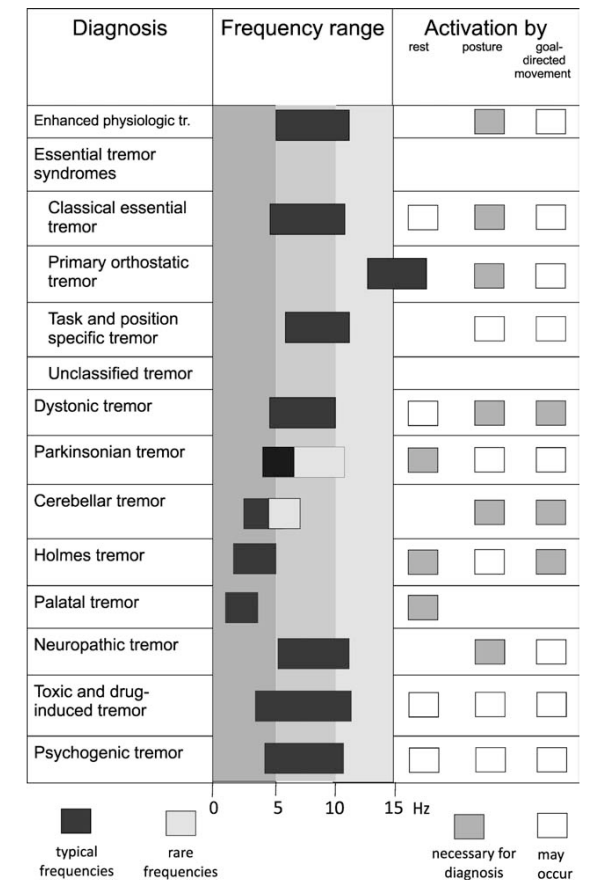 Diagnosis
Frequency range
Activation by
rest
posture
goal-
directed
movement
Enhanced physiologic tr.
Essential tremor
syndromes
Classical essential
tremor
Primary orthostatic
tremor
Task and position
specific tremor
Unclassified tremor
Dystonic tremor
Parkinsonian tremor
Cerebellar tremor
Holmes tremor
Palatal tremor
Neuropathic tremor
Toxic and drug-
induced tremor
Psychogenic tremor
0 5 10 15 Hz
typical
frequencies
rare
frequencies
necessary for
diagnosis
may
occur